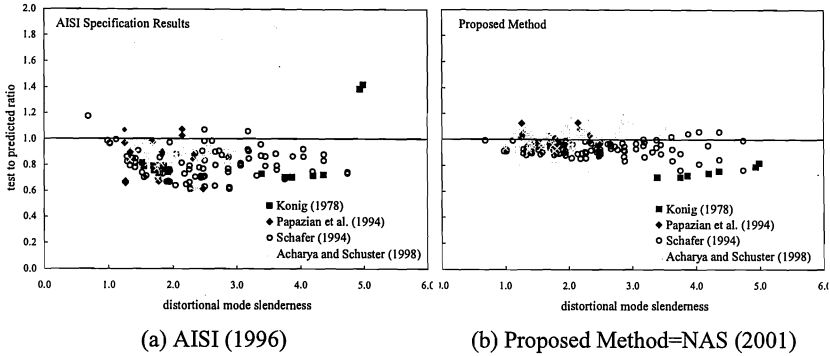 AISI Specification Results
test to predicted ratio
2.0
1.8
1.6
1.4
1.2
1.0
0.8
0.6
0.4
0.2
0.0
Konig (1978)
Papazian et al. (1994)
Schafer (1994)
Acharya and Schuster (1998)
0.0 1.0 2.0 3.0 4.0 5.0 6.0
distortional mode slenderness
(a) AISI (1996)
Proposed Method
Konig (1978)
Papazian et al. (1994)
Schafer (1994)
Acharya and Schuster (1998)
1.0 2.0 3.0 4.0 5.0 6.0
distortional mode slenderness
(b) Proposed Method=NAS (2001)